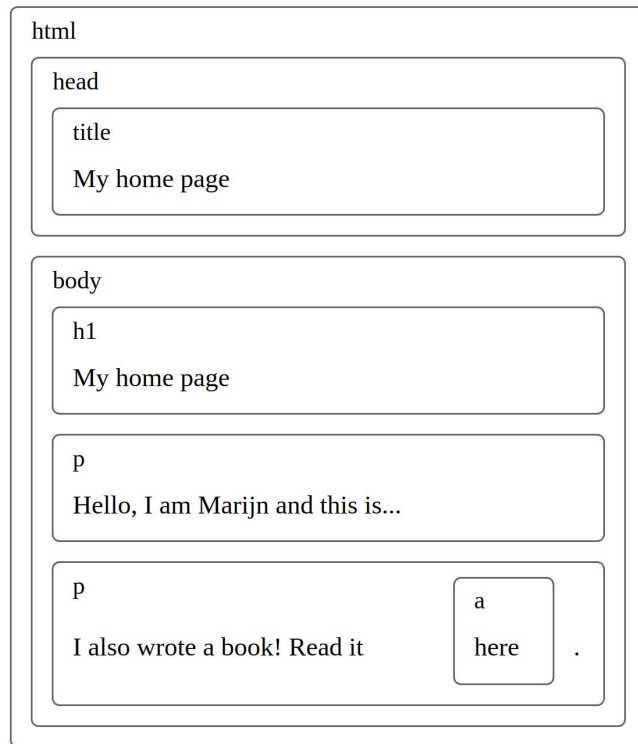 html
head
title
My home page
body
h1
My home page
p
Hello, I am Marijn and this is...
p
a
I also wrote a book! Read it here .